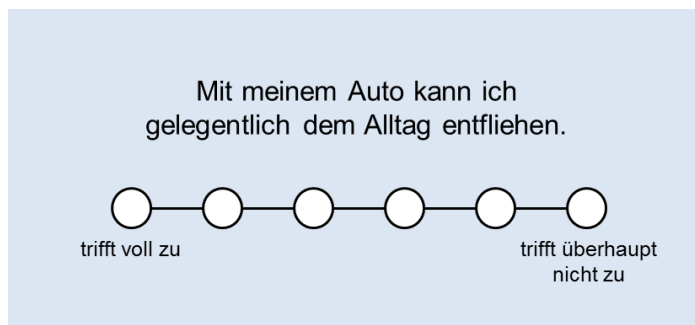 Mit meinem Auto kann ich
gelegentlich dem Alltag entfliehen.
trifft voll zu
trifft überhaupt
nicht zu